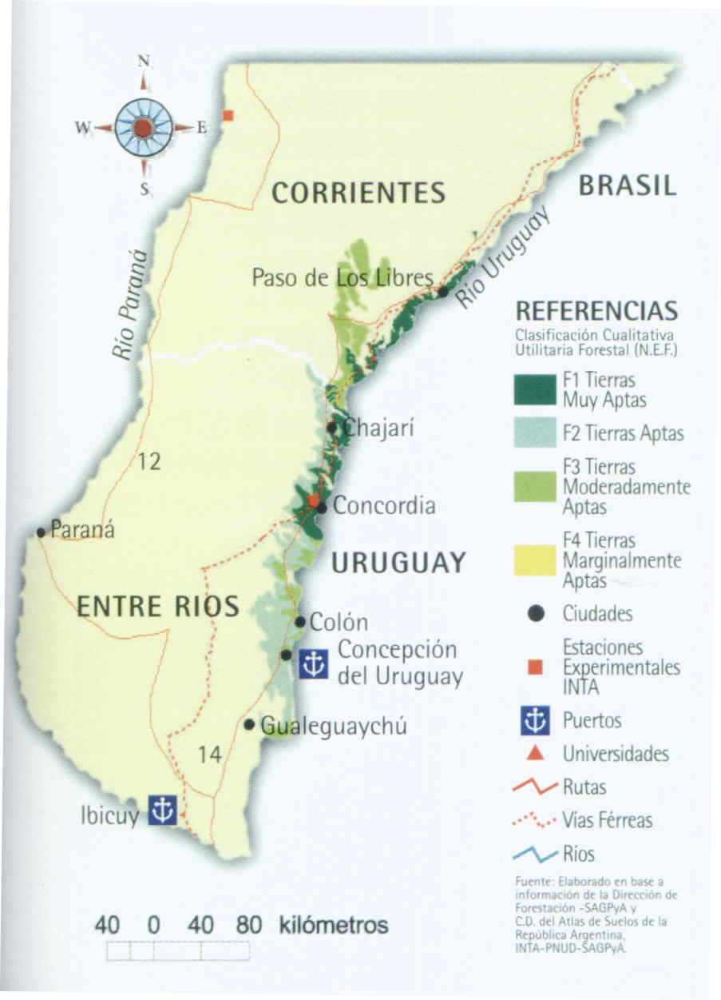 N
W
E
S
CORRIENTES
BRASIL
Río Paraná
Paso de Los Libres
Río Uruguay
Chajarí
12
Concordia
Paraná
URUGUAY
ENTRE RIOS
Colón
Concepción
del Uruguay
Gualeguaychú
14
Ibicuy
40 0 40 80 kilómetros
REFERENCIAS
Clasificación Cualitativa
Utilitaria Forestal (N.E.F.)
F1 Tierras
Muy Aptas
F2 Tierras Aptas
F3 Tierras
Moderadamente
Aptas
F4 Tierras
Marginalmente
Aptas
Ciudades
Estaciones
Experimentales
INTA
Puertos
Universidades
Rutas
Vías Férreas
Ríos
Fuente: Elaborado en base a
información de la Dirección de
Forestación -SAGPyA y
C.D. del Atlas de Suelos de la
República Argentina,
INTA-PNUD-SAGPyA.